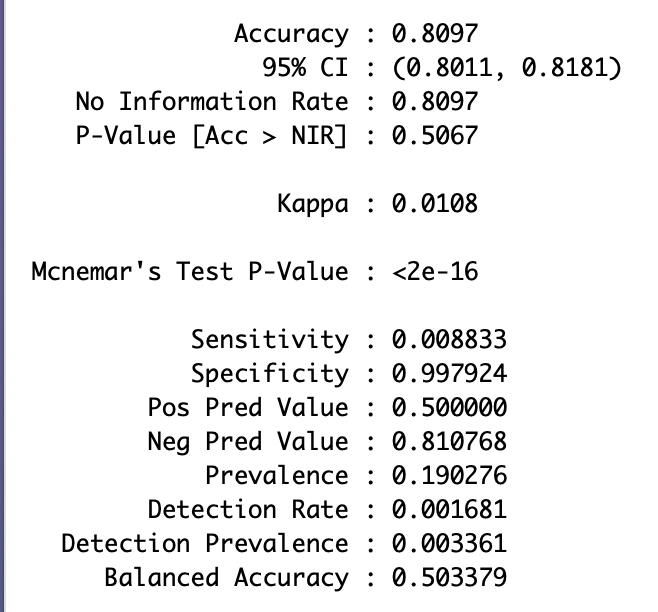 Accuracy : 0.8097
95% CI : (0.8011, 0.8181)
No Information Rate : 0.8097
P-Value [Acc > NIR] : 0.5067
Kappa : 0.0108
Mcnemar's Test P-Value : <2e-16
Sensitivity : 0.008833
Specificity : 0.997924
Pos Pred Value : 0.500000
Neg Pred Value : 0.810768
Prevalence : 0.190276
Detection Rate : 0.001681
Detection Prevalence : 0.003361
Balanced Accuracy : 0.503379